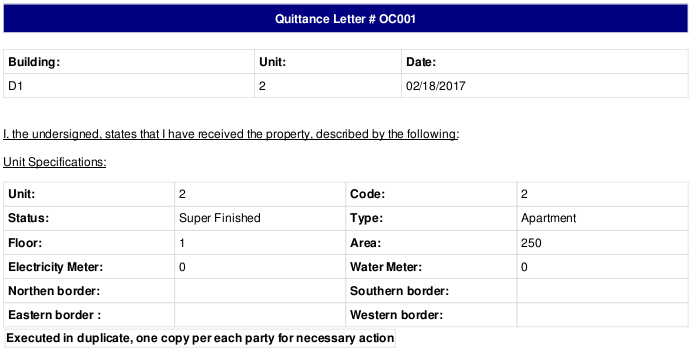 Quittance Letter # OC001
Building: Unit: Date:
D1 2 02/18/2017
I, the undersigned, states that I have received the property, described by the following:
Unit Specifications:
Unit: 2 Code: 2
Status: Super Finished Type: Apartment
Floor: 1 Area: 250
Electricity Meter: 0 Water Meter: 0
Northen border: Southern border:
Eastern border : Western border:
Executed in duplicate, one copy per each party for necessary action